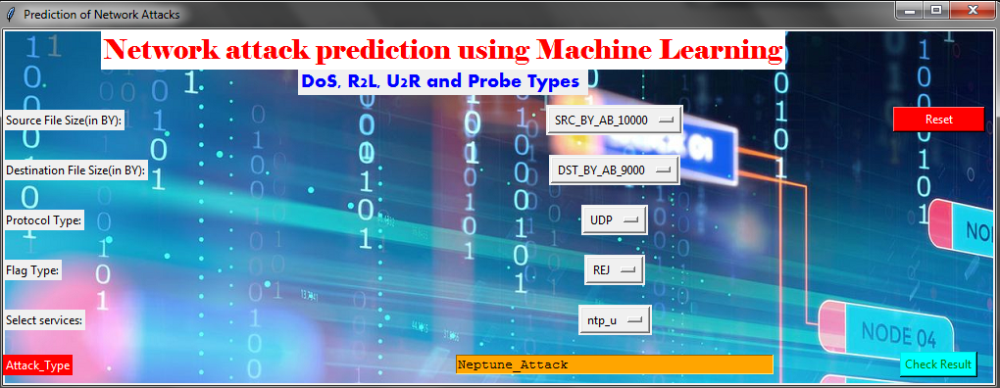 Prediction of Network Attacks
Network attack prediction using Machine Learning
DoS, R2L, U2R and Probe Types
Source File Size(in BY):
SRC_BY_AB_10000
Reset
Destination File Size(in BY):
DST_BY_AB_9000
Protocol Type:
UDP
Flag Type:
REJ
Select services:
ntp_u
NODE 04
Attack_Type
Neptune_Attack
Check Result